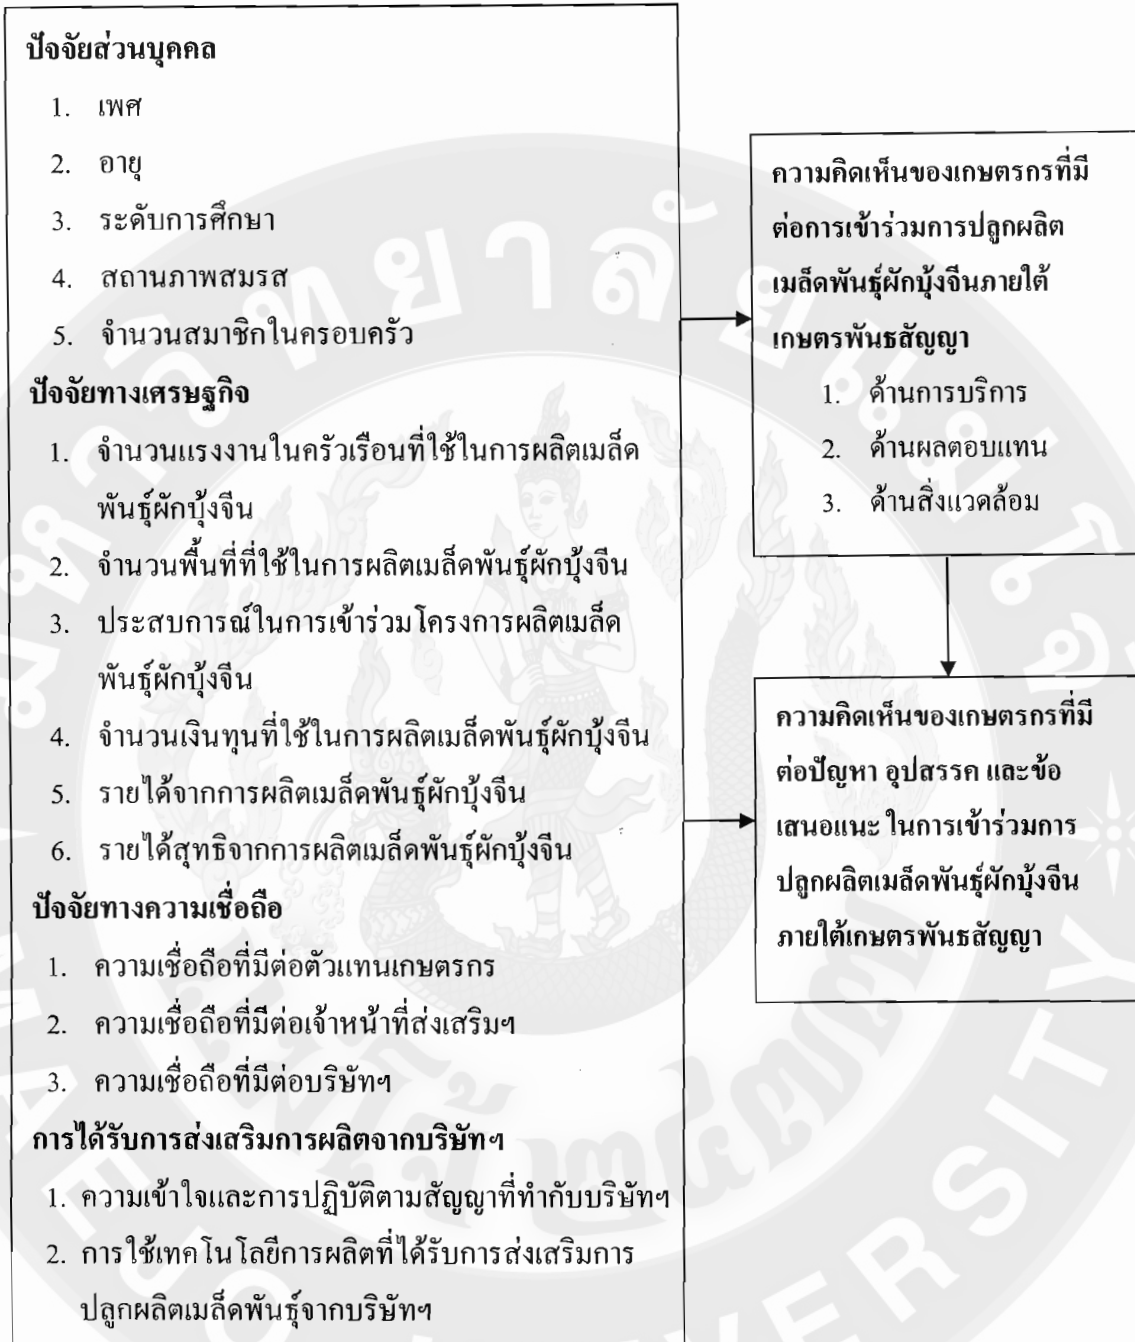 ปัจจัยส่วนบุคคล
1. เพศ
2. อายุ
3. ระดับการศึกษา
4. สถานภาพสมรส
5. จำนวนสมาชิกในครอบครัว
ปัจจัยทางเศรษฐกิจ
1. จำนวนแรงงานในครัวเรือนที่ใช้ในการผลิตเมล็ด
พันธุ์ผักบุ้งจีน
2. จำนวนพื้นที่ที่ใช้ในการผลิตเมล็ดพันธุ์ผักบุ้งจีน
3. ประสบการณ์ในการเข้าร่วมโครงการผลิตเมล็ด
พันธุ์ผักบุ้งจีน
4. จำนวนเงินทุนที่ใช้ในการผลิตเมล็ดพันธุ์ผักบุ้งจีน
5. รายได้จากการผลิตเมล็ดพันธุ์ผักบุ้งจีน
6. รายได้สุทธิจากการผลิตเมล็ดพันธุ์ผักบุ้งจีน
ปัจจัยทางความเชื่อถือ
1. ความเชื่อถือที่มีต่อตัวแทนเกษตรกร
2. ความเชื่อถือที่มีต่อเจ้าหน้าที่ส่งเสริมฯ
3. ความเชื่อถือที่มีต่อบริษัทฯ
การได้รับการส่งเสริมการผลิตจากบริษัทฯ
1. ความเข้าใจและการปฏิบัติตามสัญญาที่ทำกับบริษัทฯ
2. การใช้เทคโนโลยีการผลิตที่ได้รับการส่งเสริมการ
ปลูกผลิตเมล็ดพันธุ์จากบริษัทฯ
ความคิดเห็นของเกษตรกรที่มี
ต่อการเข้าร่วมการปลูกผลิต
เมล็ดพันธุ์ผักบุ้งจีนภายใต้
เกษตรพันธสัญญา
1. ด้านการบริการ
2. ด้านผลตอบแทน
3. ด้านสิ่งแวดล้อม
ความคิดเห็นของเกษตรกรที่มี
ต่อปัญหา อุปสรรค และข้อ
เสนอแนะ ในการเข้าร่วมการ
ปลูกผลิตเมล็ดพันธุ์ผักบุ้งจีน
ภายใต้เกษตรพันธสัญญา